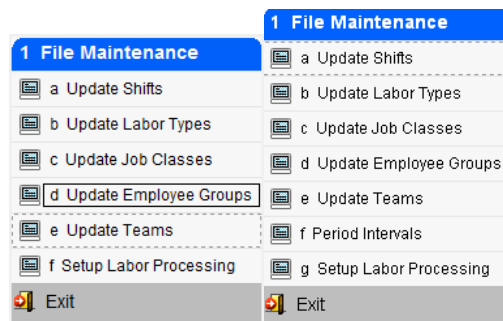 1 File Maintenance
a Update Shifts
b Update Labor Types
c Update Job Classes
d Update Employee Groups
e Update Teams
f Setup Labor Processing
Exit
1 File Maintenance
a Update Shifts
b Update Labor Types
c Update Job Classes
d Update Employee Groups
e Update Teams
f Period Intervals
g Setup Labor Processing
Exit